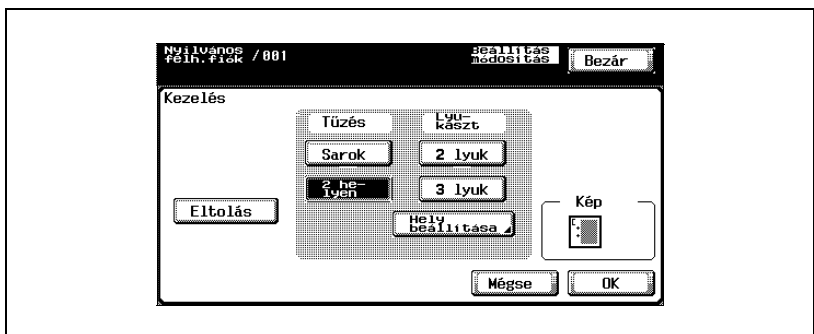 Nyilvános
félh.fiók /001
Beállítás
módosítás
Bezár
Kezelés
Tűzés
Lyu-
kaszt
Sarok
2 lyuk
2 he-
lyen
3 lyuk
Eltolás
Hely
beállítása
Kép
Mégse
OK